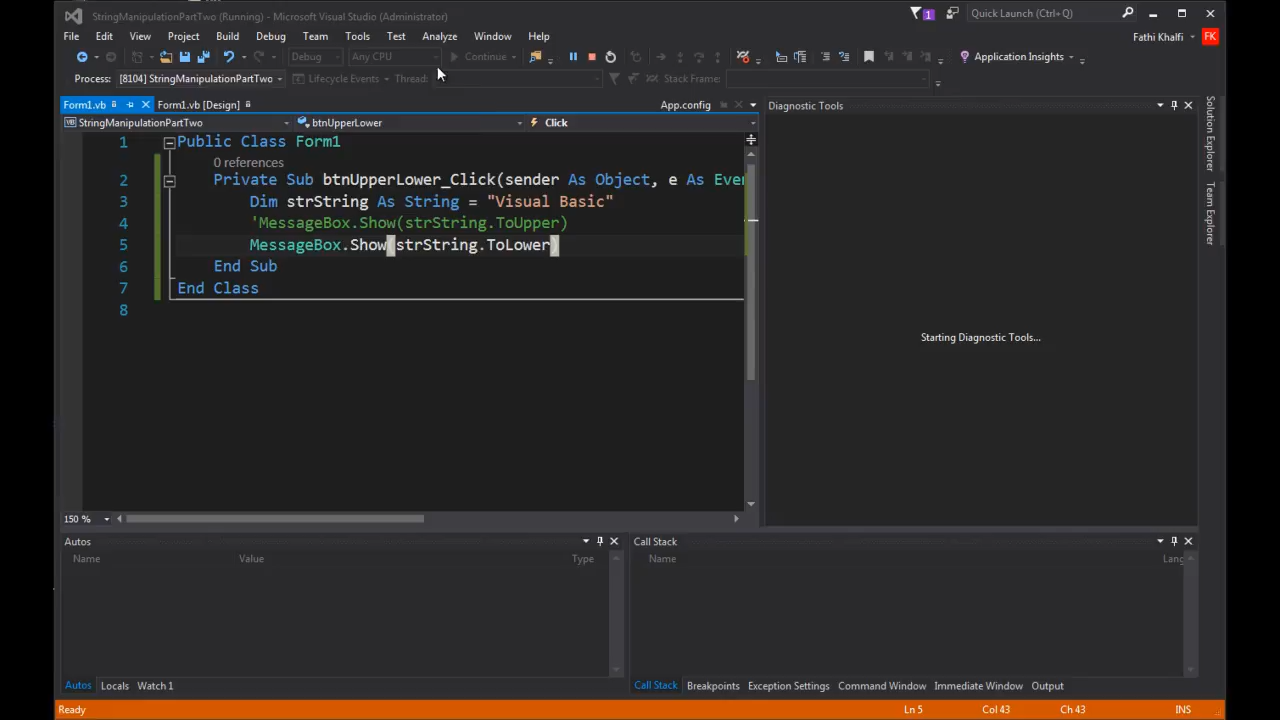 StringManipulationPartTwo (Running) - Microsoft Visual Studio (Administrator)
1
Quick Launch (Ctrl+Q)
File Edit View Project Build Debug Team Tools Test Analyze Window Help
Fathi Khalfi FK
Debug Any CPU Continue Application Insights
Process: [8104] StringManipulationPartTwo Lifecycle Events Thread: Stack Frame:
Form1.vb Form1.vb [Design] App.config Diagnostic Tools
StringManipulationPartTwo btnUpperLower Click
1 Public Class Form1
0 references
2 Private Sub btnUpperLower_Click(sender As Object, e As Even
3 Dim strString As String = "Visual Basic"
4 'MessageBox.Show(strString.ToUpper)
5 MessageBox.Show(strString.ToLower)
6 End Sub
7 End Class
8
Starting Diagnostic Tools...
Solution Explorer
Team Explorer
150 %
Autos
Name Value Type
Call Stack
Name Lang
Autos Locals Watch 1
Call Stack Breakpoints Exception Settings Command Window Immediate Window Output
Ready Ln 5 Col 43 Ch 43 INS